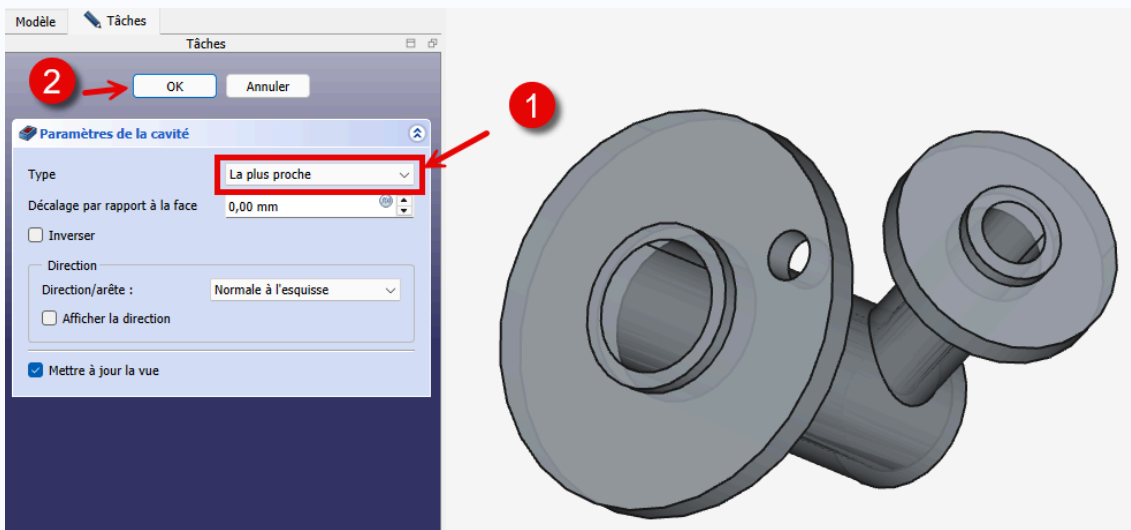 Modèle
Tâches
Tâches
2
OK
Annuler
1
Paramètres de la cavité
Type
La plus proche
Décalage par rapport à la face
0,00 mm
Inverser
Direction
Direction/arête :
Normale à l'esquisse
Afficher la direction
Mettre à jour la vue